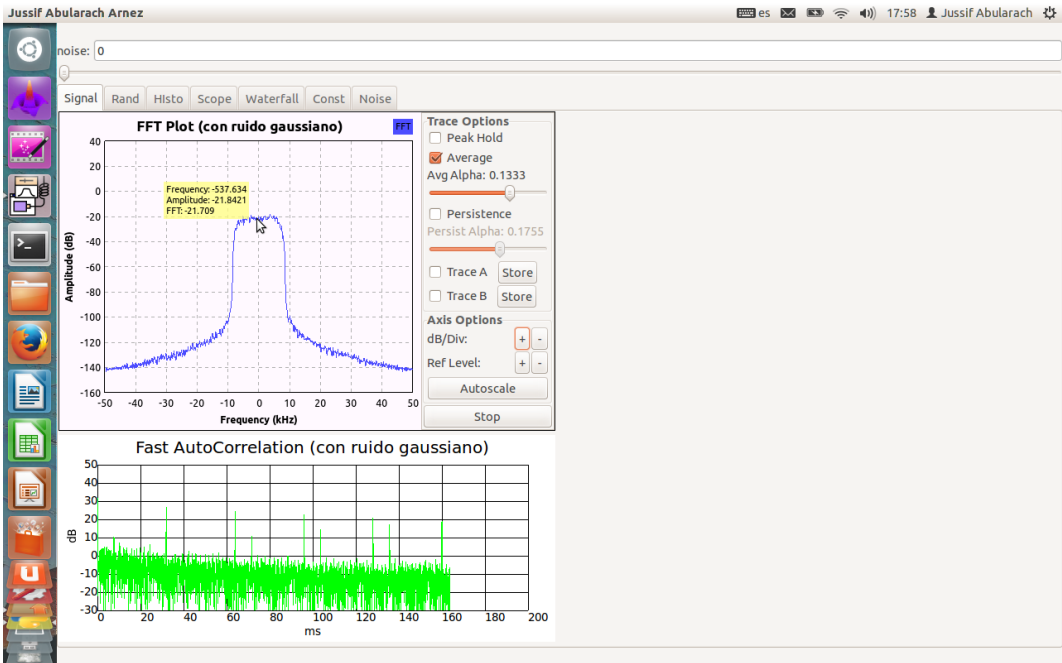 Jussif Abularach Arnez
es
17:58
Jussif Abularach
noise: 0
Signal
Rand
HIsto
Scope
Waterfall
Const
Noise
FFT Plot (con ruido gaussiano)
FFT
40
20
0
-20
-40
-60
-80
-100
-120
-140
-160
Amplitude (dB)
Frequency: -537.634
Amplitude: -21.8421
FFT: -21.709
-50 -40 -30 -20 -10 0 10 20 30 40 50
Frequency (kHz)
Trace Options
Peak Hold
Average
Avg Alpha: 0.1333
Persistence
Persist Alpha: 0.1755
Trace A Store
Trace B Store
Axis Options
dB/Div: + -
Ref Level: + -
Autoscale
Stop
Fast AutoCorrelation (con ruido gaussiano)
50
40
30
20
10
0
-10
-20
-30
dB
0 20 40 60 80 100 120 140 160 180 200
ms